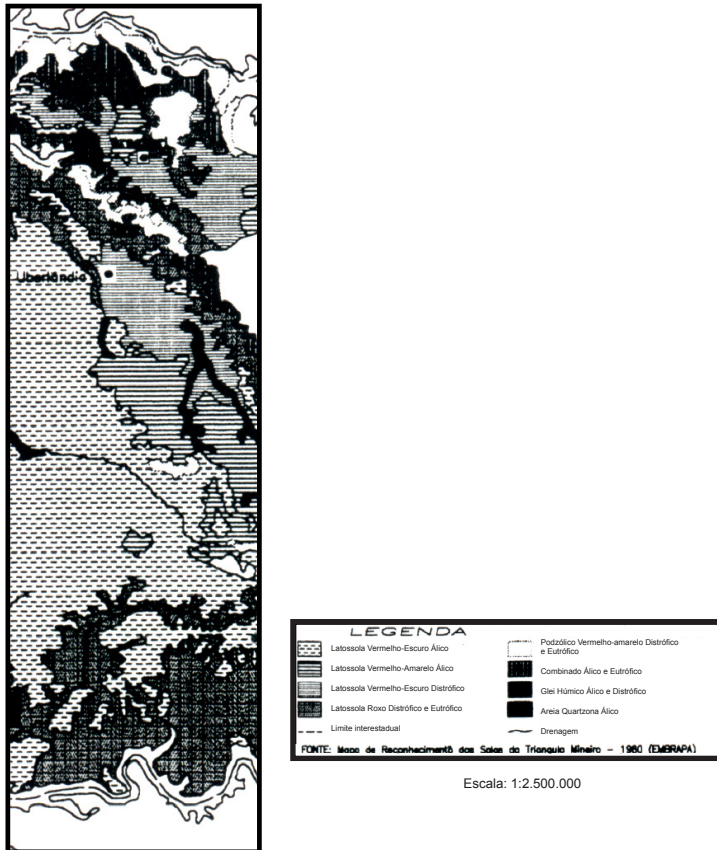 Uberlândia
LEGENDA
Latossola Vermelho-Escuro Álico
Latossola Vermelho-Amarelo Álico
Latossola Vermelho-Escuro Distrófico
Latossola Roxo Distrófico e Eutrófico
Limite interestadual
Podzólico Vermelho-amarelo Distrófico
e Eutrófico
Combinado Álico e Eutrófico
Glei Húmico Álico e Distrófico
Areia Quartzona Álico
Drenagem
FONTE: Mapa de Reconhecimentô dos Solos do Triangulo Mineiro - 1980 (EMBRAPA)
Escala: 1:2.500.000